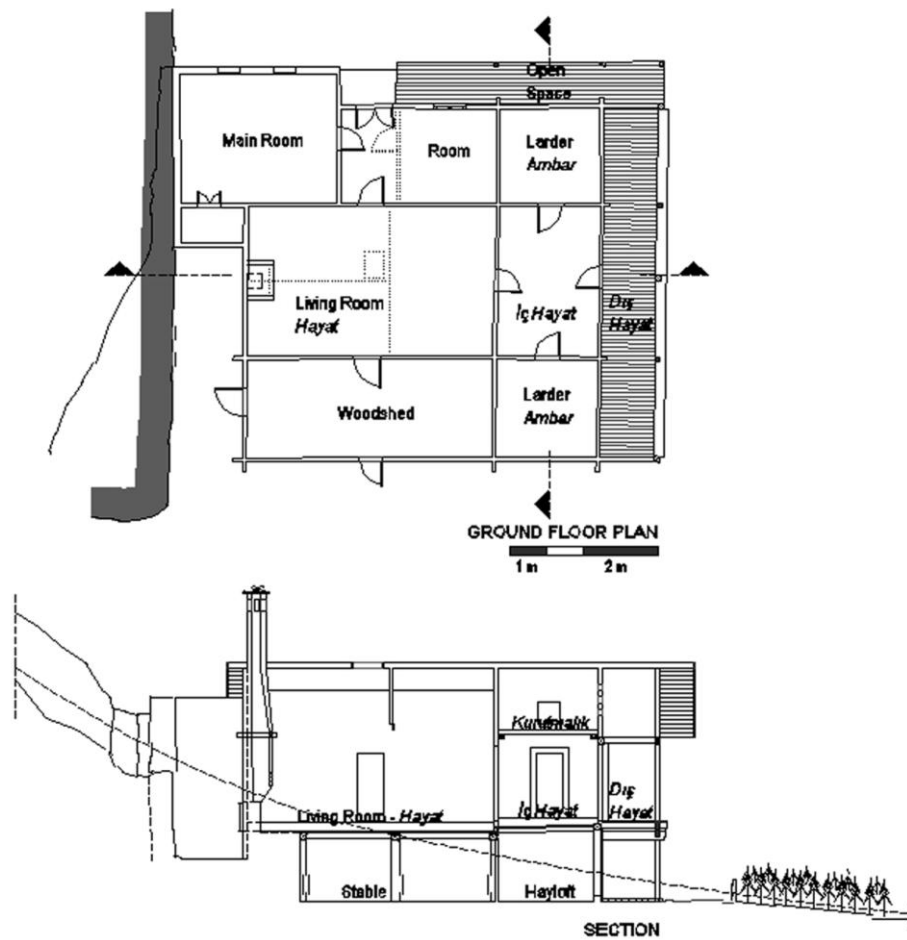 Open
Space
Main Room
Room
Larder
Ambar
Living Room
Hayat
İç Hayat
Dış
Hayat
Woodshed
Larder
Ambar
GROUND FLOOR PLAN
1 m
2 m
Kurumalık
Living Room - Hayat
İç Hayat
Dış
Hayat
Stable
Hayloft
SECTION